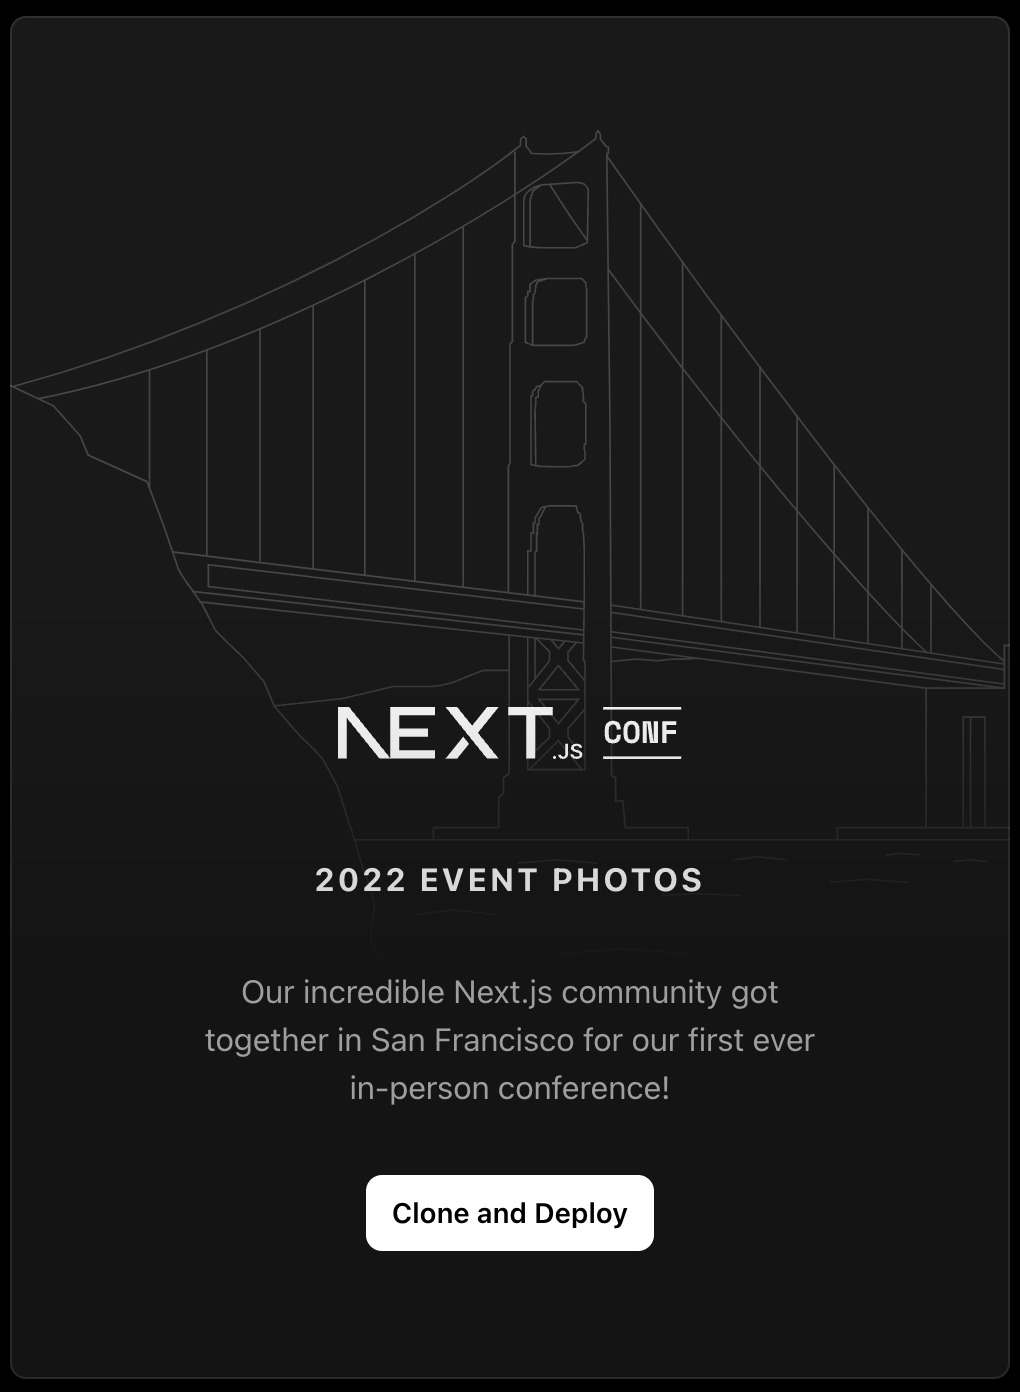 NEXT.JS CONF
2022 EVENT PHOTOS
Our incredible Next.js community got
together in San Francisco for our first ever
in-person conference!
Clone and Deploy